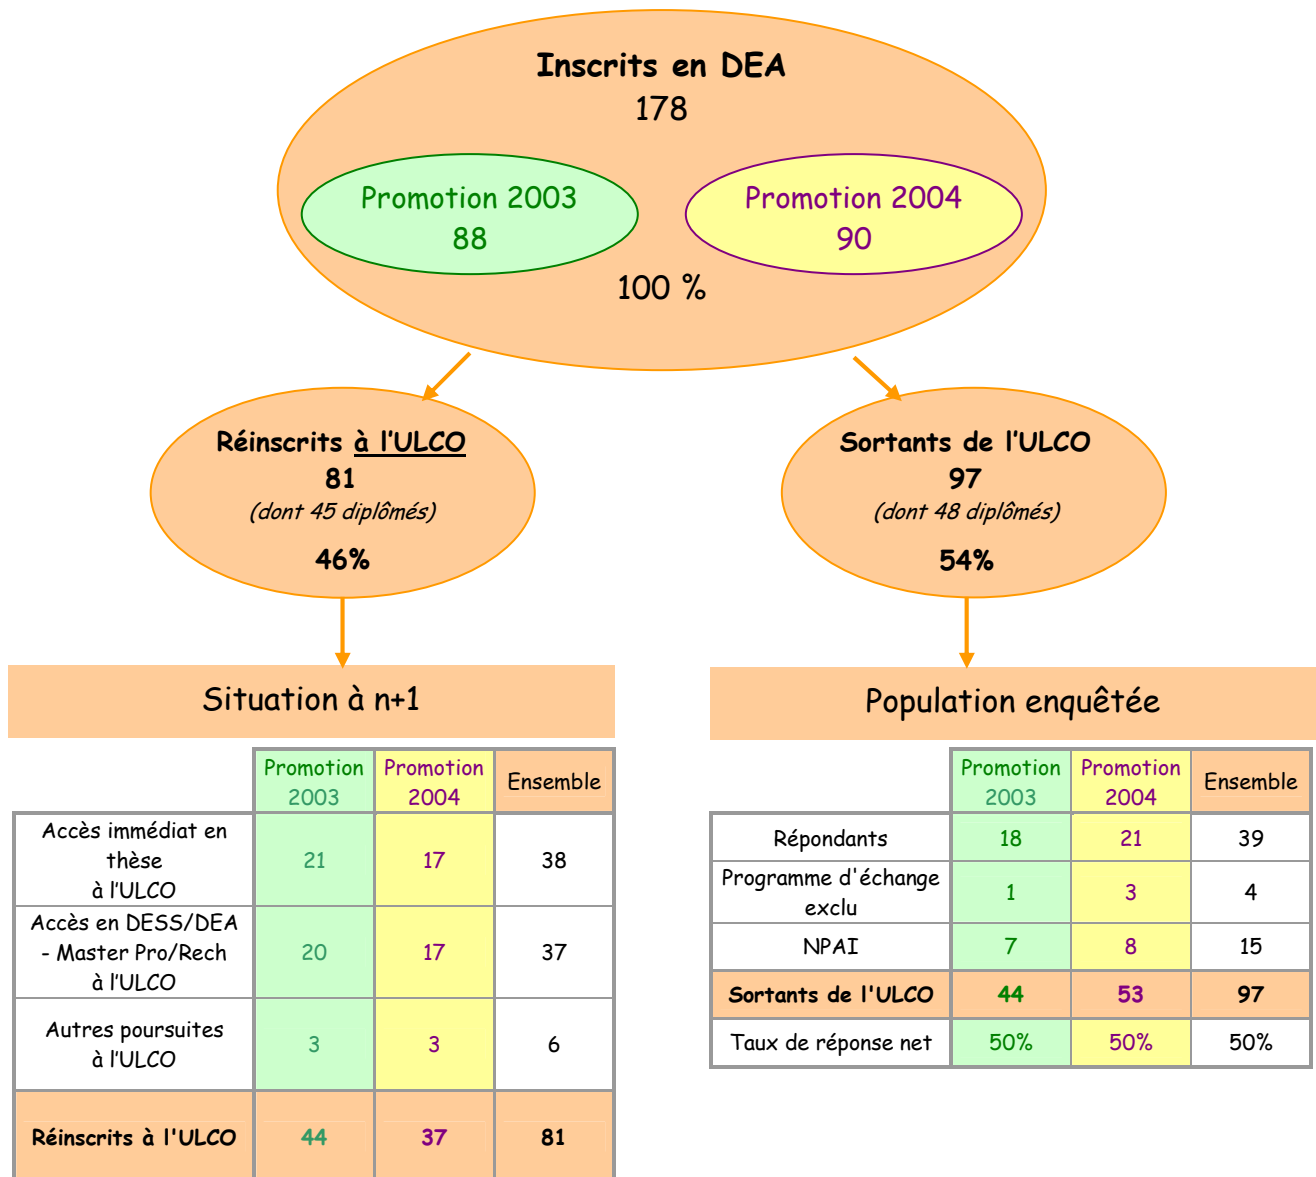 Inscrits en DEA
178
Promotion 2003
88
Promotion 2004
90
100 %
Réinscrits à l'ULCO
81
(dont 45 diplômés)
46%
Sortants de l'ULCO
97
(dont 48 diplômés)
54%
Situation à n+1
Promotion
2003
Promotion
2004
Ensemble
Accès immédiat en
thèse
à l'ULCO
21
17
38
Accès en DESS/DEA
- Master Pro/Rech
à l'ULCO
20
17
37
Autres poursuites
à l'ULCO
3
3
6
Réinscrits à l'ULCO
44
37
81
Population enquêtée
Promotion
2003
Promotion
2004
Ensemble
Répondants
18
21
39
Programme d'échange
exclu
1
3
4
NPAI
7
8
15
Sortants de l'ULCO
44
53
97
Taux de réponse net
50%
50%
50%